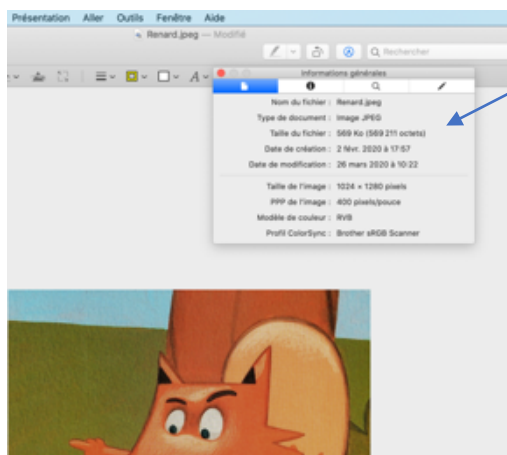 Présentation Aller Outils Fenêtre Aide
Renard.jpeg — Modifié
Rechercher
A
Informations générales
Nom du fichier : Renard.jpeg
Type de document : Image JPEG
Taille du fichier : 569 Ko (569 211 octets)
Date de création : 2 févr. 2020 à 17:57
Date de modification : 26 mars 2020 à 10:22
Taille de l'image : 1024 × 1280 pixels
PPP de l'image : 400 pixels/pouce
Modèle de couleur : RVB
Profil ColorSync : Brother sRGB Scanner